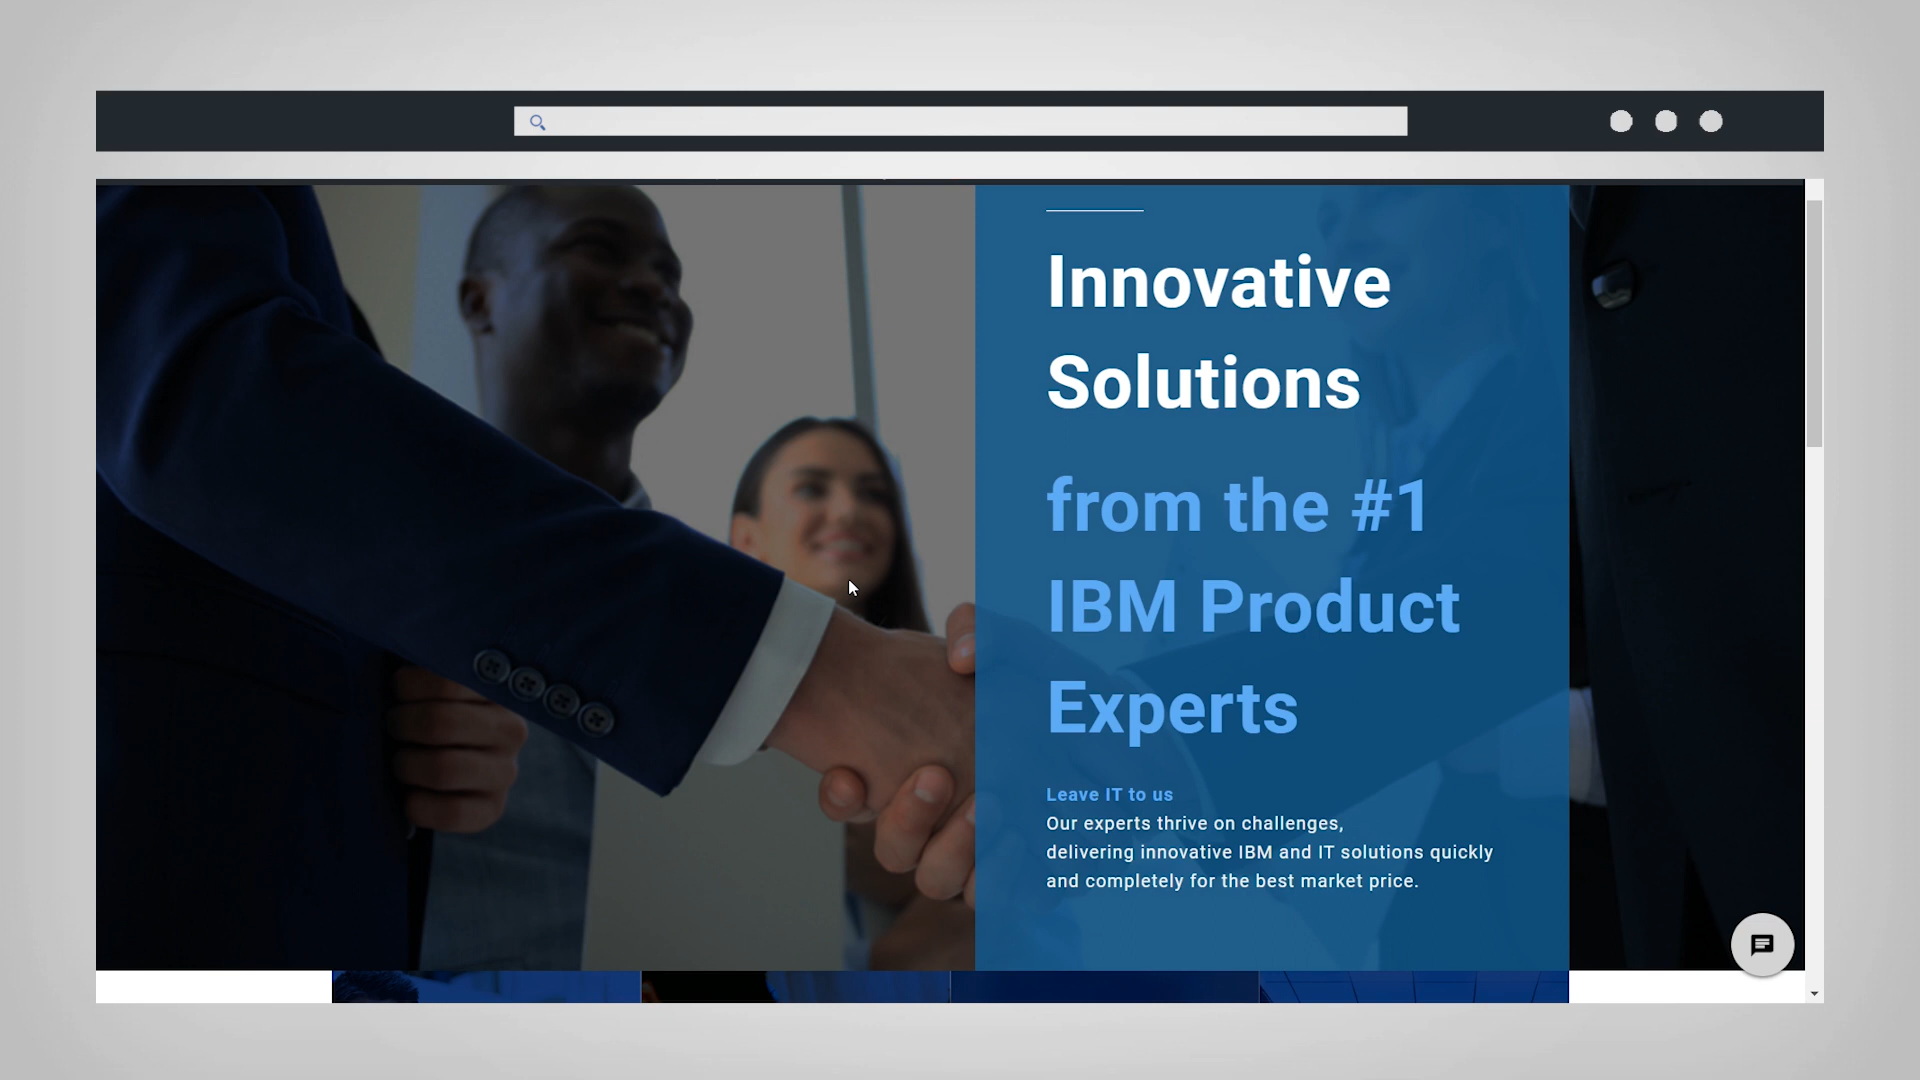 Innovative
Solutions
from the #1
IBM Product
Experts
Leave IT to us
Our experts thrive on challenges,
delivering innovative IBM and IT solutions quickly
and completely for the best market price.